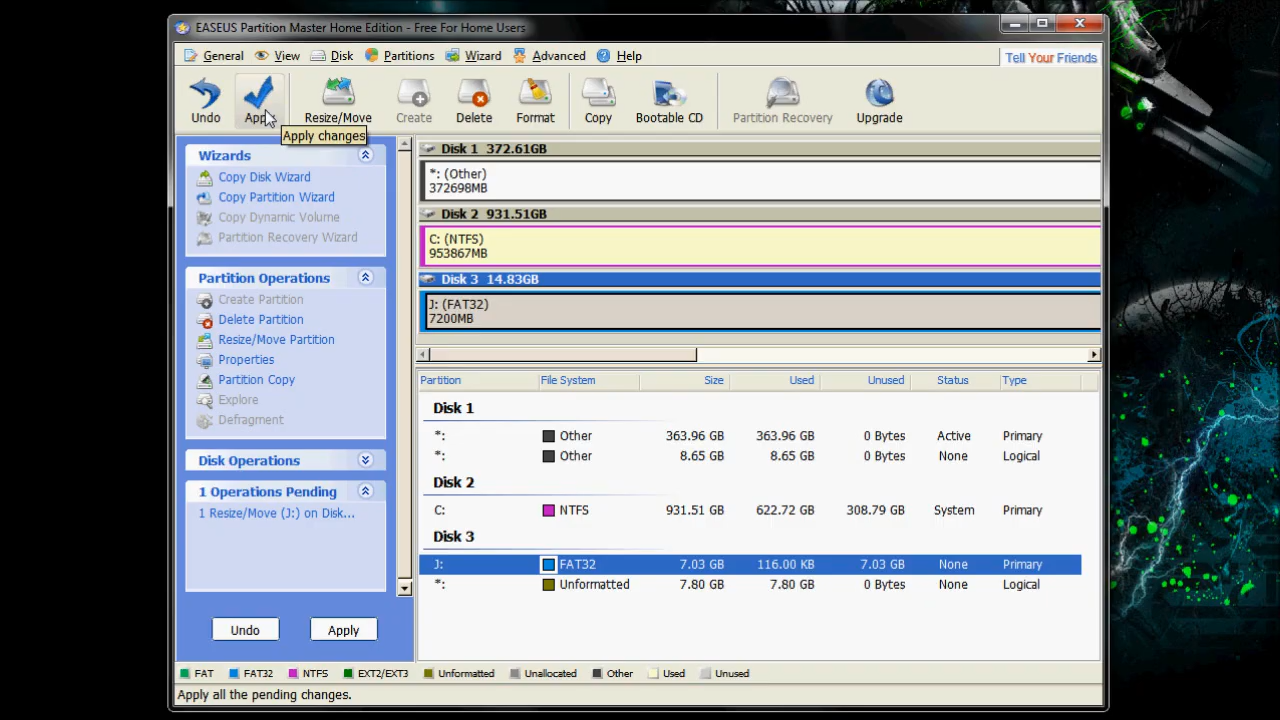 EASEUS Partition Master Home Edition - Free For Home Users
General View Disk Partitions Wizard Advanced Help
Tell Your Friends
Undo Apply Resize/Move Create Delete Format Copy Bootable CD Partition Recovery Upgrade
Apply changes
Wizards
Copy Disk Wizard
Copy Partition Wizard
Copy Dynamic Volume
Partition Recovery Wizard
Partition Operations
Create Partition
Delete Partition
Resize/Move Partition
Properties
Partition Copy
Explore
Defragment
Disk Operations
1 Operations Pending
1 Resize/Move (J:) on Disk...
Undo Apply
Disk 1 372.61GB
*: (Other)
372698MB
Disk 2 931.51GB
C: (NTFS)
953867MB
Disk 3 14.83GB
J: (FAT32)
7200MB
Partition File System Size Used Unused Status Type
Disk 1
*: Other 363.96 GB 363.96 GB 0 Bytes Active Primary
*: Other 8.65 GB 8.65 GB 0 Bytes None Logical
Disk 2
C: NTFS 931.51 GB 622.72 GB 308.79 GB System Primary
Disk 3
J: FAT32 7.03 GB 116.00 KB 7.03 GB None Primary
*: Unformatted 7.80 GB 7.80 GB 0 Bytes None Logical
FAT FAT32 NTFS EXT2/EXT3 Unformatted Unallocated Other Used Unused
Apply all the pending changes.